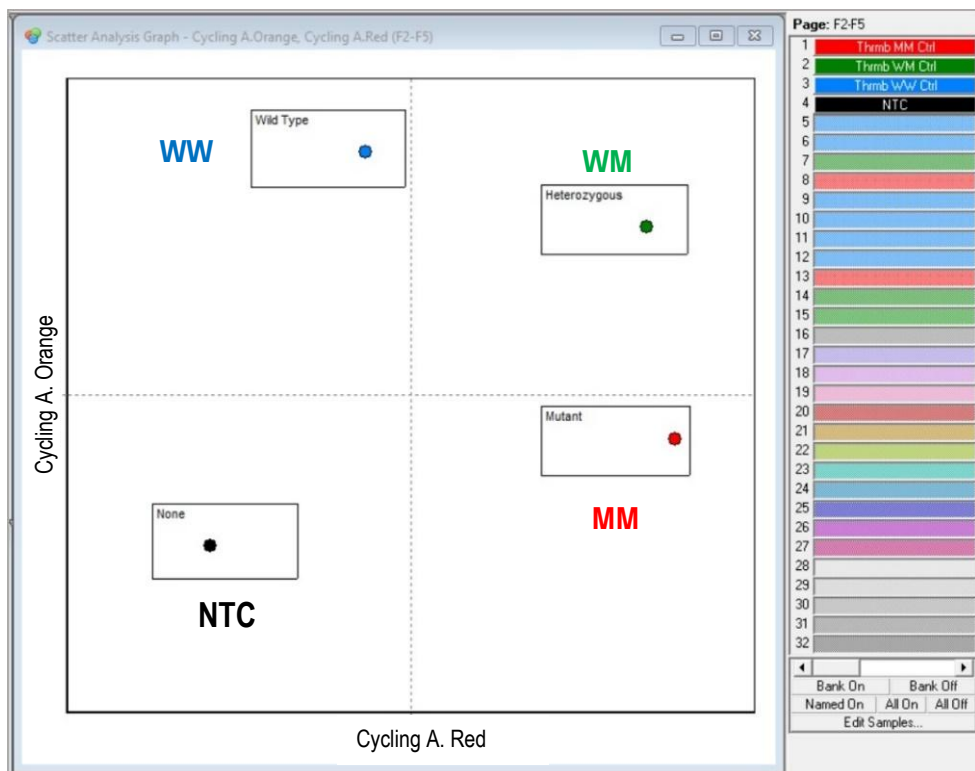 Scatter Analysis Graph - Cycling A.Orange, Cycling A.Red (F2-F5)
Wild Type
WW
WM
Heterozygous
Cycling A. Orange
Mutant
MM
None
NTC
Cycling A. Red
Page: F2-F5
1 Thrmb MM Ctrl
2 Thrmb WM Ctrl
3 Thrmb WW Ctrl
4 NTC
5
6
7
8
9
10
11
12
13
14
15
16
17
18
19
20
21
22
23
24
25
26
27
28
29
30
31
32
Bank On Bank Off
Named On All On All Off
Edit Samples...